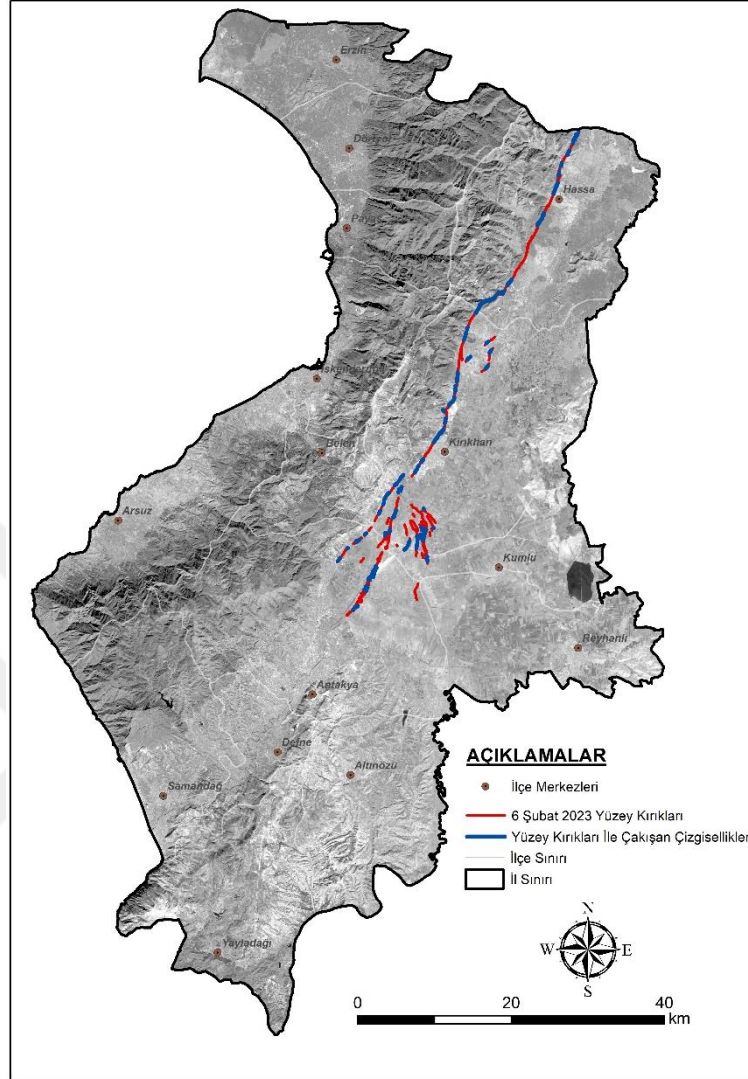 Erzin
Dörtyol
Hassa
Payas
İskenderun
Belen
Kırıkhan
Arsuz
Kumlu
Reyhanlı
Antakya
Defne
Altınözü
Samandağ
Yayladağı
AÇIKLAMALAR
İlçe Merkezleri
6 Şubat 2023 Yüzey Kırıkları
Yüzey Kırıkları İle Çakışan Çizgisellikler
İlçe Sınırı
İl Sınırı
N
W E
S
0 20 40
km